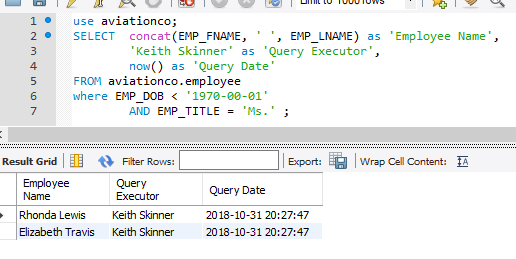 Limit to 1000 rows
1 use aviationco;
2 SELECT concat(EMP_FNAME, ' ', EMP_LNAME) as 'Employee Name',
3 'Keith Skinner' as 'Query Executor',
4 now() as 'Query Date'
5 FROM aviationco.employee
6 where EMP_DOB < '1970-00-01'
7 AND EMP_TITLE = 'Ms.' ;
Result Grid Filter Rows: Export: Wrap Cell Content: IA
Employee Name Query Executor Query Date
Rhonda Lewis Keith Skinner 2018-10-31 20:27:47
Elizabeth Travis Keith Skinner 2018-10-31 20:27:47